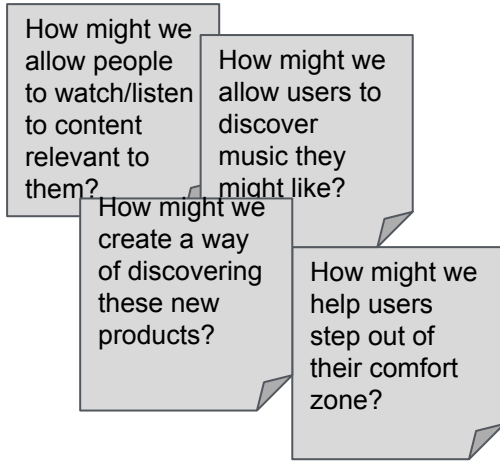 How might we
allow people
to watch/listen
to content
relevant to
them?
How might we
allow users to
discover
music they
might like?
How might we
create a way
of discovering
these new
products?
How might we
help users
step out of
their comfort
zone?